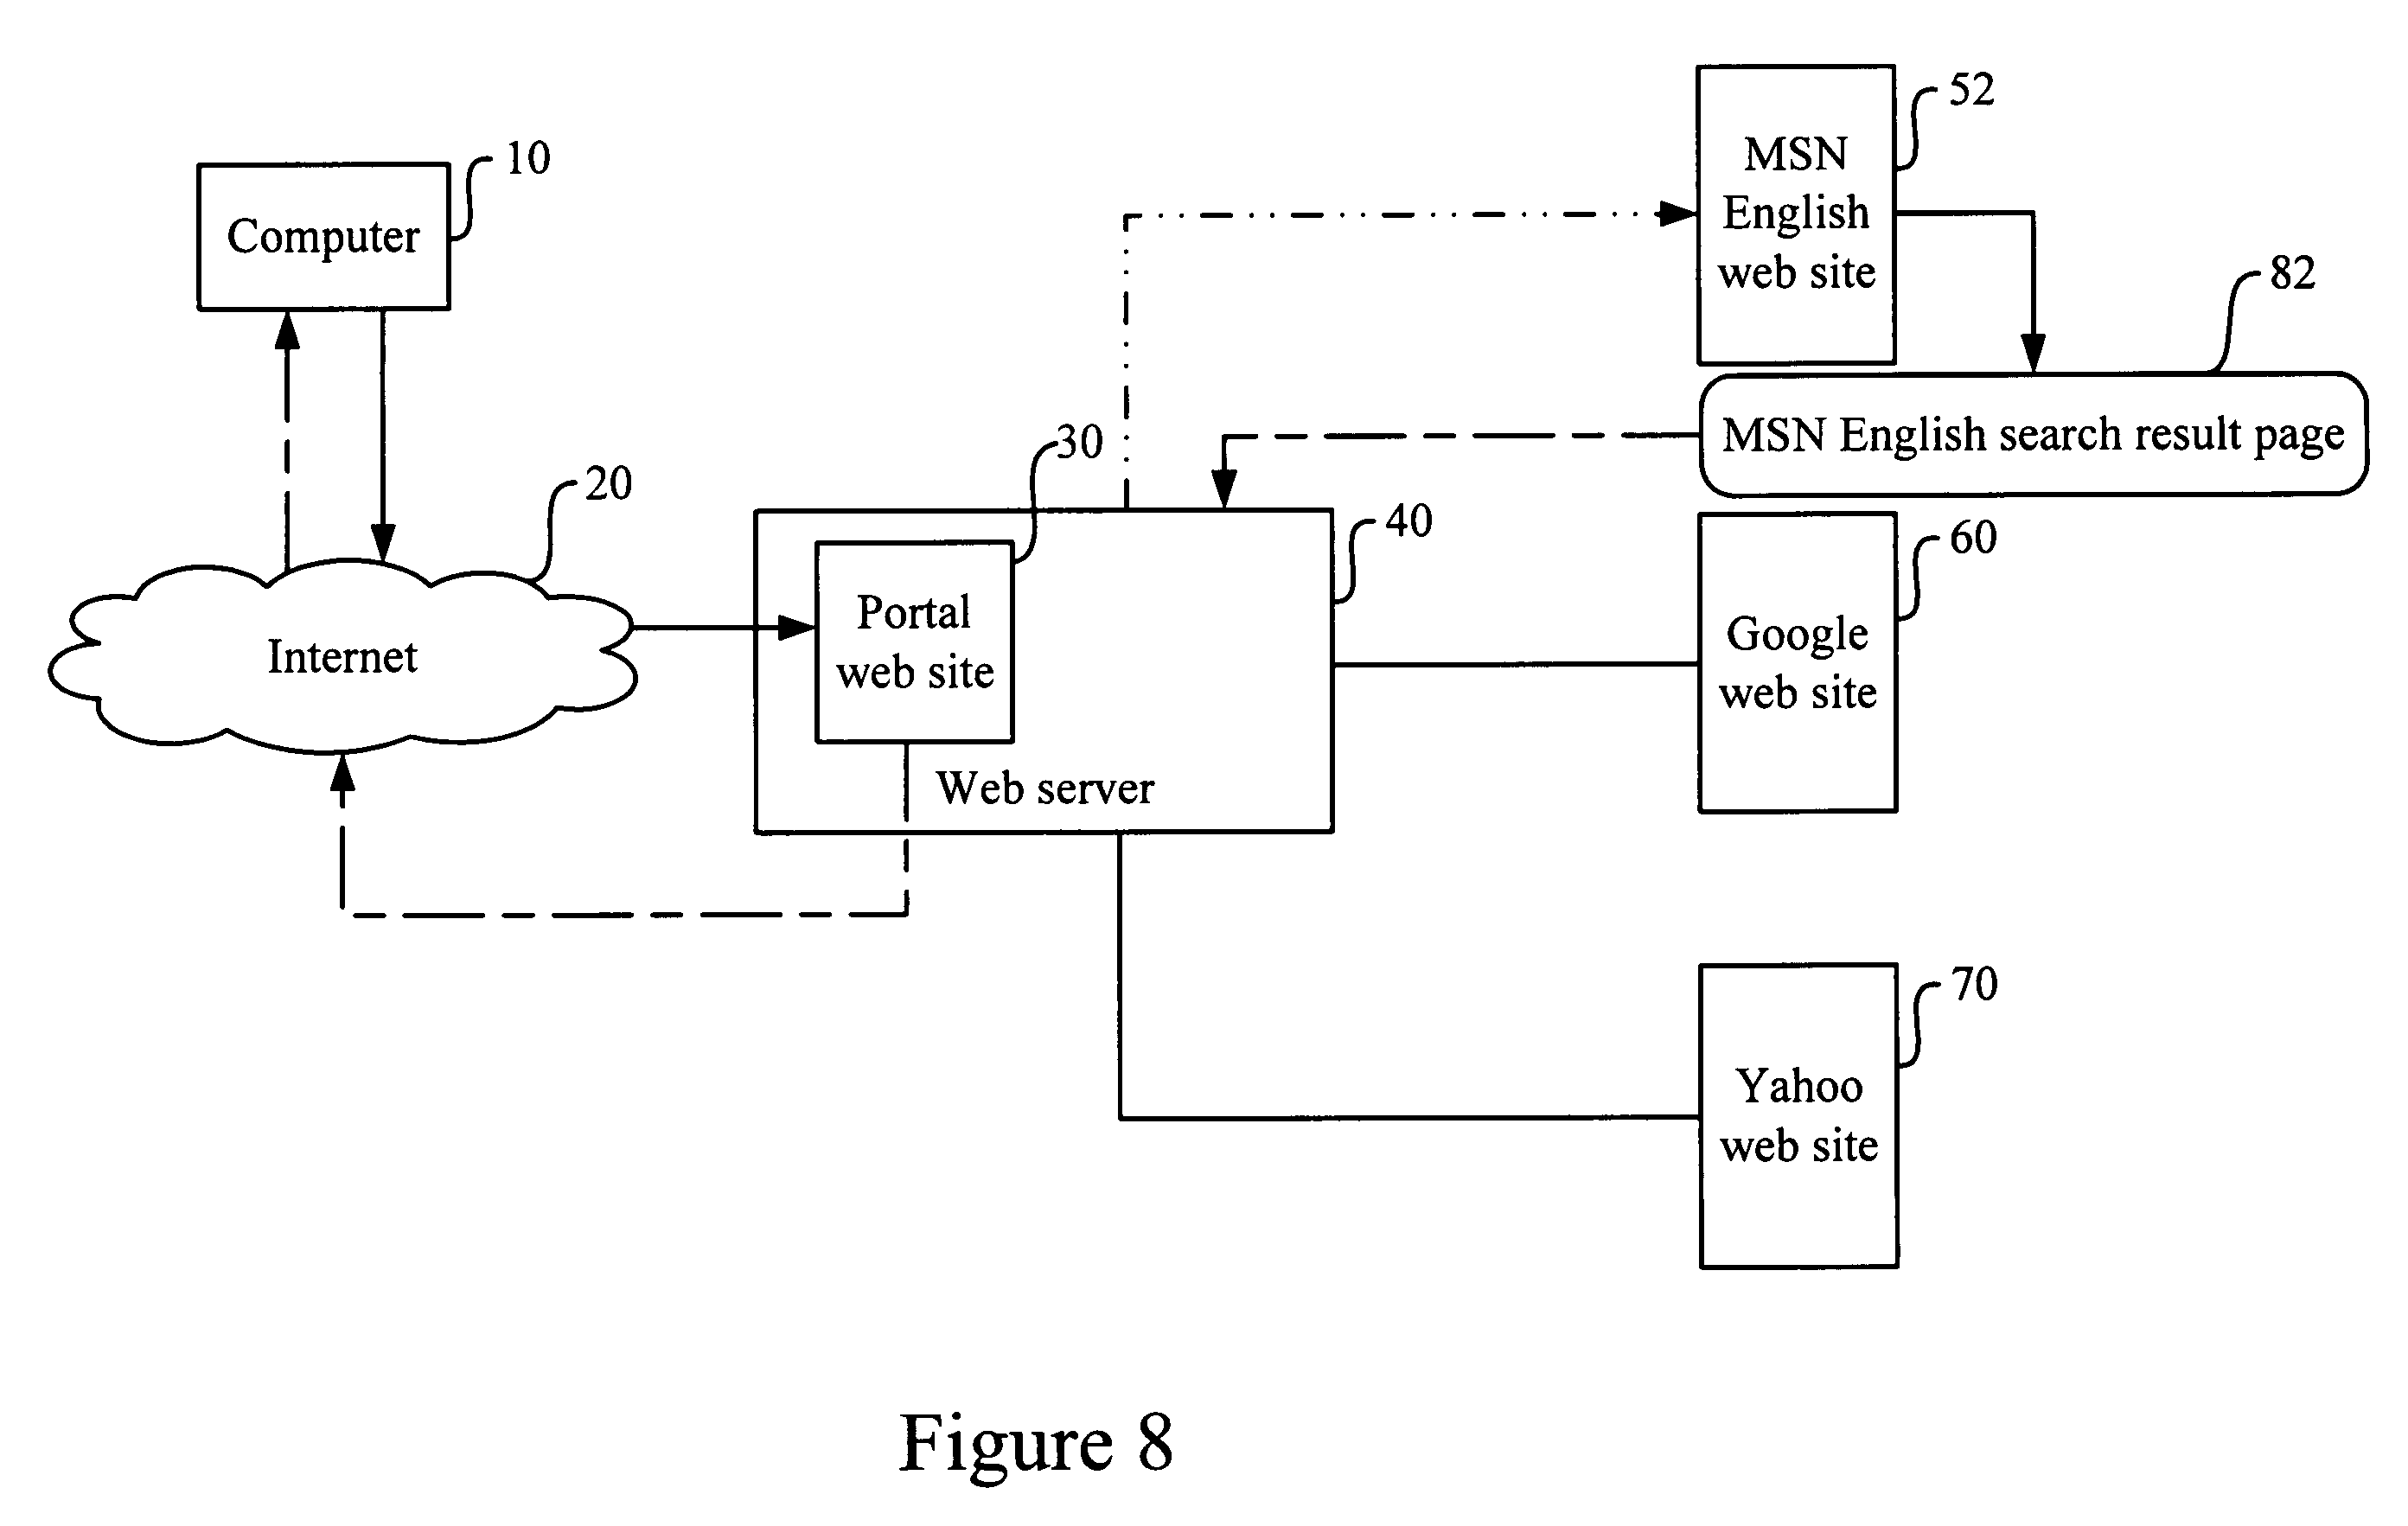 52
MSN
English
web site
10
Computer
82
MSN English search result page
30
20
40
60
Portal
web site
Internet
Google
web site
Web server
70
Yahoo
web site
Figure 8